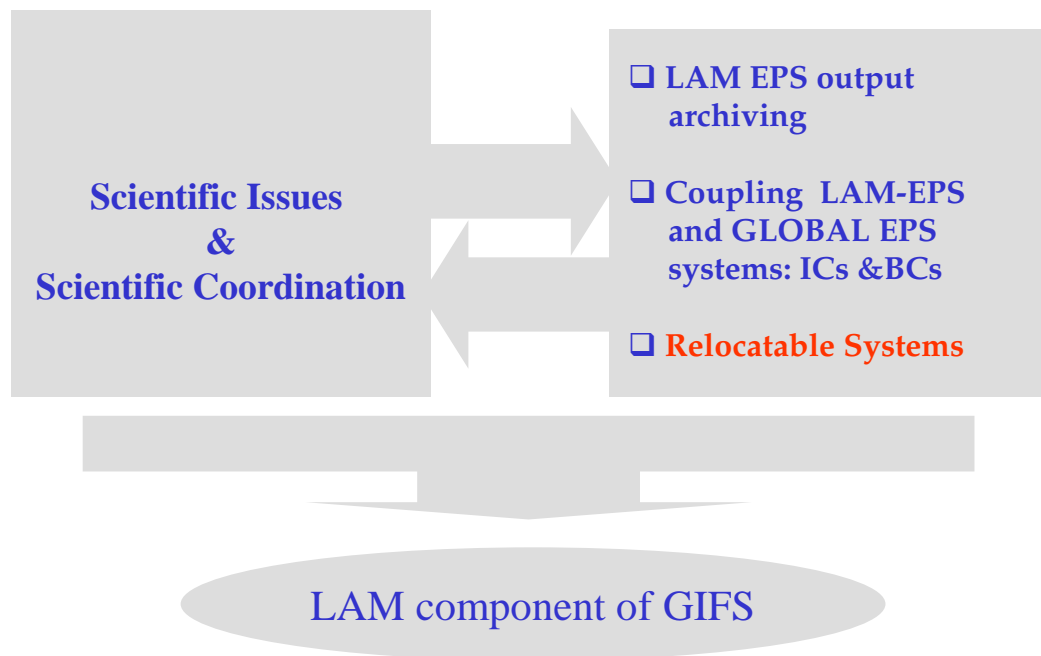 Scientific Issues
&
Scientific Coordination
❑ LAM EPS output
archiving
❑ Coupling LAM-EPS
and GLOBAL EPS
systems: ICs &BCs
❑ Relocatable Systems
LAM component of GIFS